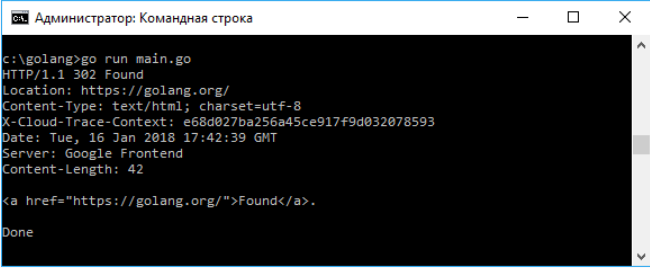 Администратор: Командная строка
c:\golang>go run main.go
HTTP/1.1 302 Found
Location: https://golang.org/
Content-Type: text/html; charset=utf-8
X-Cloud-Trace-Context: e68d027ba256a45ce917f9d032078593
Date: Tue, 16 Jan 2018 17:42:39 GMT
Server: Google Frontend
Content-Length: 42
<a href="https://golang.org/">Found</a>.
Done